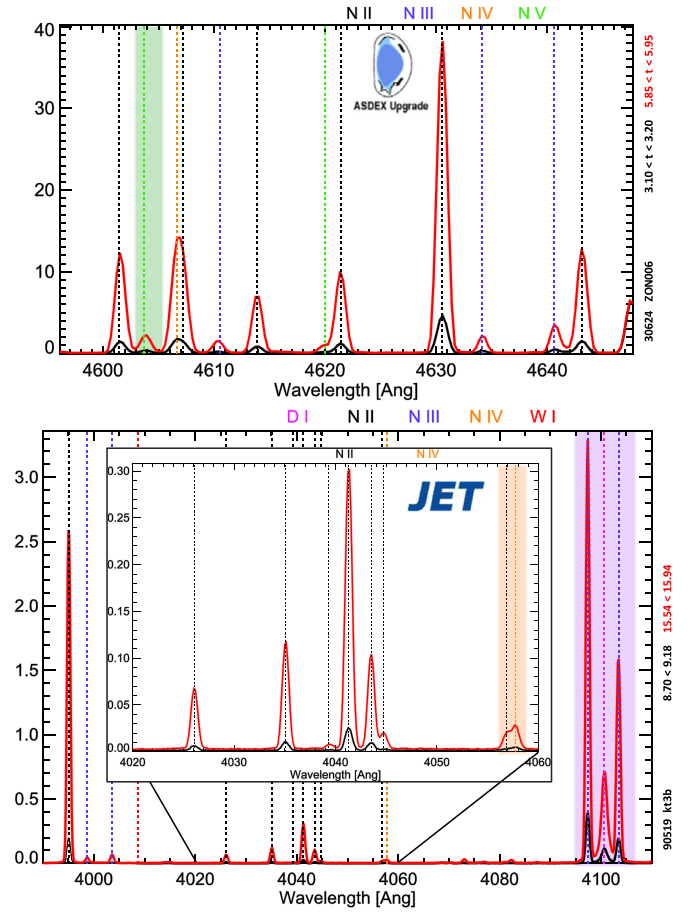 N II N III N IV N V
40
30
20
10
0
ASDEX Upgrade
4600 4610 4620 4630 4640
Wavelength [Ang]
5.85 < t < 5.95
3.10 < t < 3.20
30624 ZON006
D I N II N III N IV W I
3.0
2.5
2.0
1.5
1.0
0.5
0.0
N II N IV
JET
0.30
0.25
0.20
0.15
0.10
0.05
0.00
4020 4030 4040 4050 4060
Wavelength [Ang]
4000 4020 4040 4060 4080 4100
Wavelength [Ang]
15.54 < 15.94
8.70 < 9.18
90519 kt3b